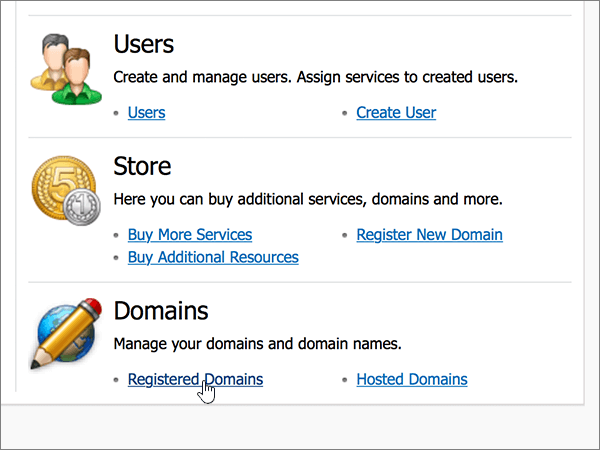 Users
Create and manage users. Assign services to created users.
Users
Create User
Store
5
1
Here you can buy additional services, domains and more.
Buy More Services
Register New Domain
Buy Additional Resources
Domains
Manage your domains and domain names.
Registered Domains
Hosted Domains